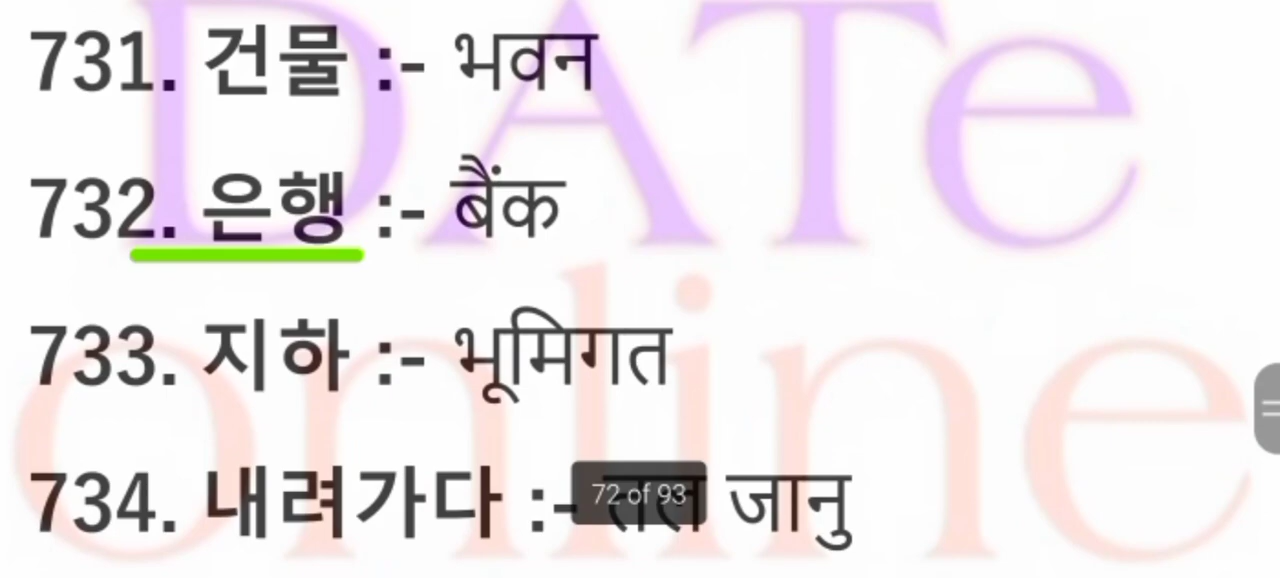 DATe
online
731. 건물 :- भवन
732. 은행 :- बैंक
733. 지하 :- भूमिगत
734. 내려가다 :- तल जानु
72 of 93